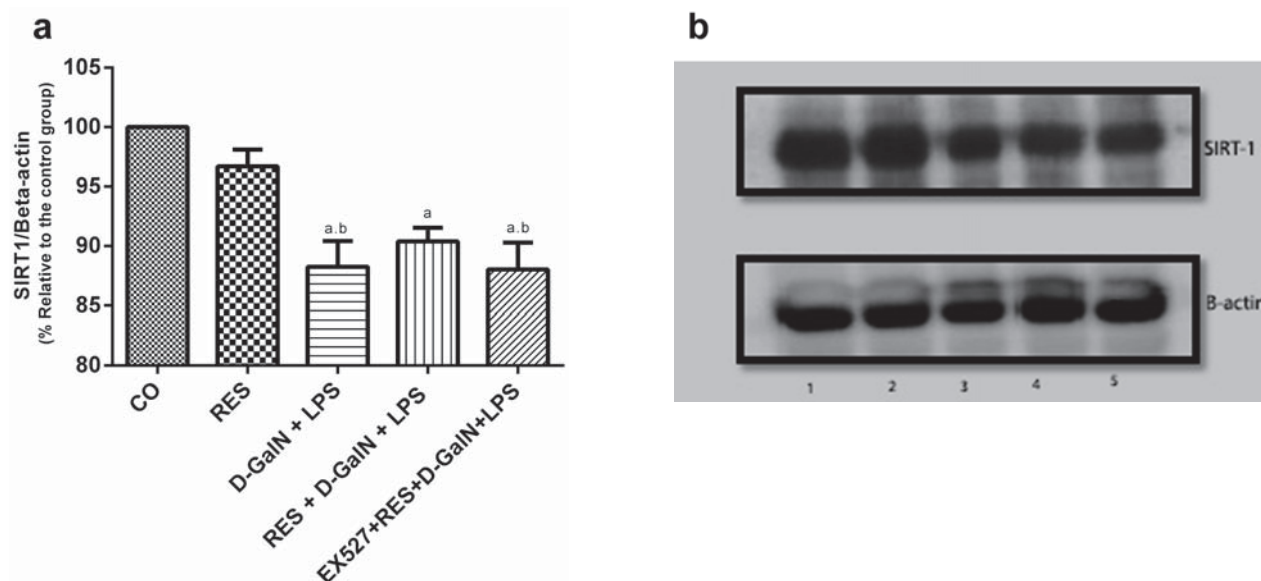 a
SIRT1/Beta-actin
(% Relative to the control group)
105
100
95
90
85
80
a.b
a
a.b
CO
RES
D-GalN + LPS
RES + D-GalN + LPS
EX527+RES+D-GalN+LPS
b
SIRT-1
B-actin
1 2 3 4 5